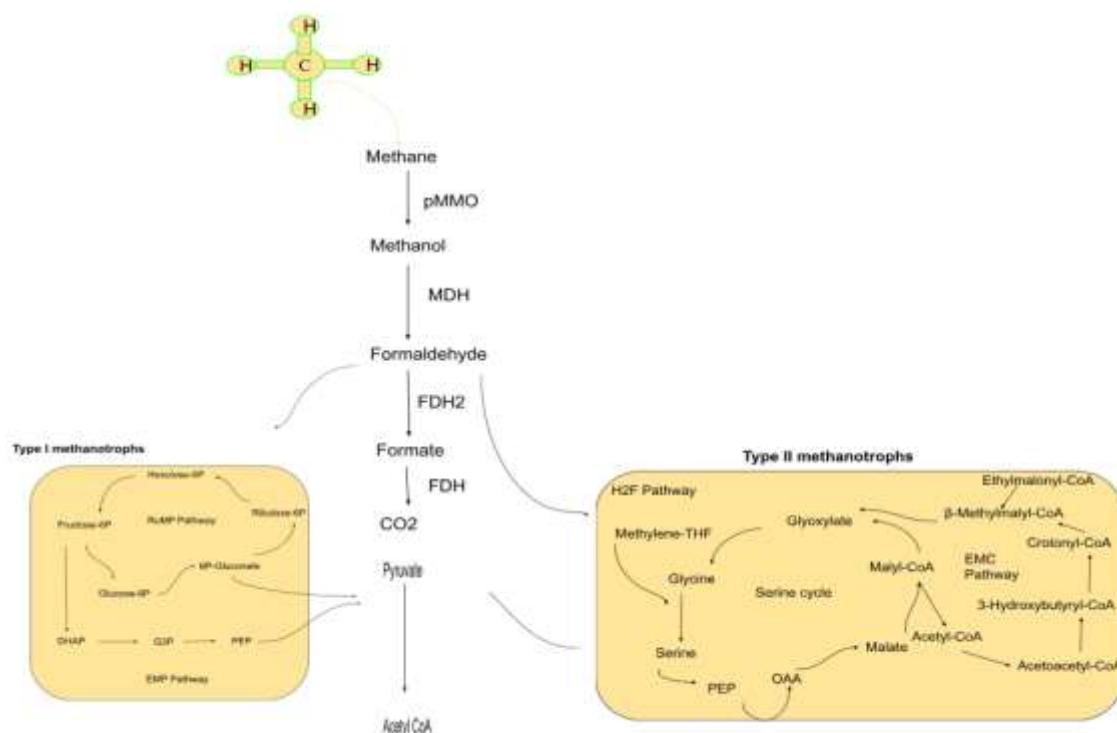 H
H C H
H
Methane
pMMO
Methanol
MDH
Formaldehyde
FDH2
Formate
FDH
CO2
Pyruvate
Acetyl CoA
Type I methanotrophs
Fructose-6P
RuMP Pathway
Ribulose-6P
6P-Gluconate
Glucose-6P
DHAP
G3P
PEP
EMP Pathway
Type II methanotrophs
H2F Pathway
Ethylmalonyl-CoA
β-Methylmalyl-CoA
Methylene-THF
Glyoxylate
Crotonyl-CoA
EMC
Pathway
Malyl-CoA
Glycine
Serine cycle
3-Hydroxybutyryl-CoA
Acetyl-CoA
Malate
Serine
Acetoacetyl-CoA
PEP
OAA